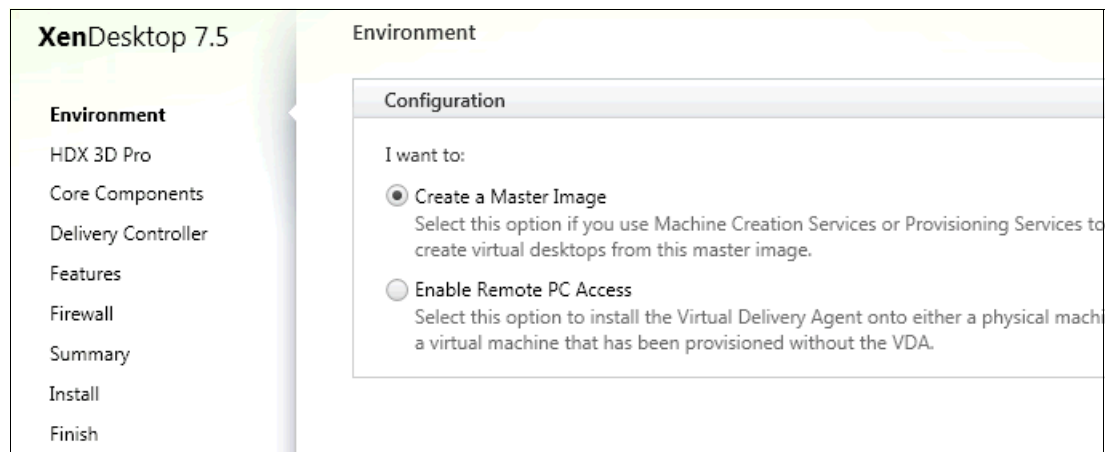 XenDesktop 7.5
Environment
HDX 3D Pro
Core Components
Delivery Controller
Features
Firewall
Summary
Install
Finish
Environment
Configuration
I want to:
Create a Master Image
Select this option if you use Machine Creation Services or Provisioning Services to
create virtual desktops from this master image.
Enable Remote PC Access
Select this option to install the Virtual Delivery Agent onto either a physical machi
a virtual machine that has been provisioned without the VDA.